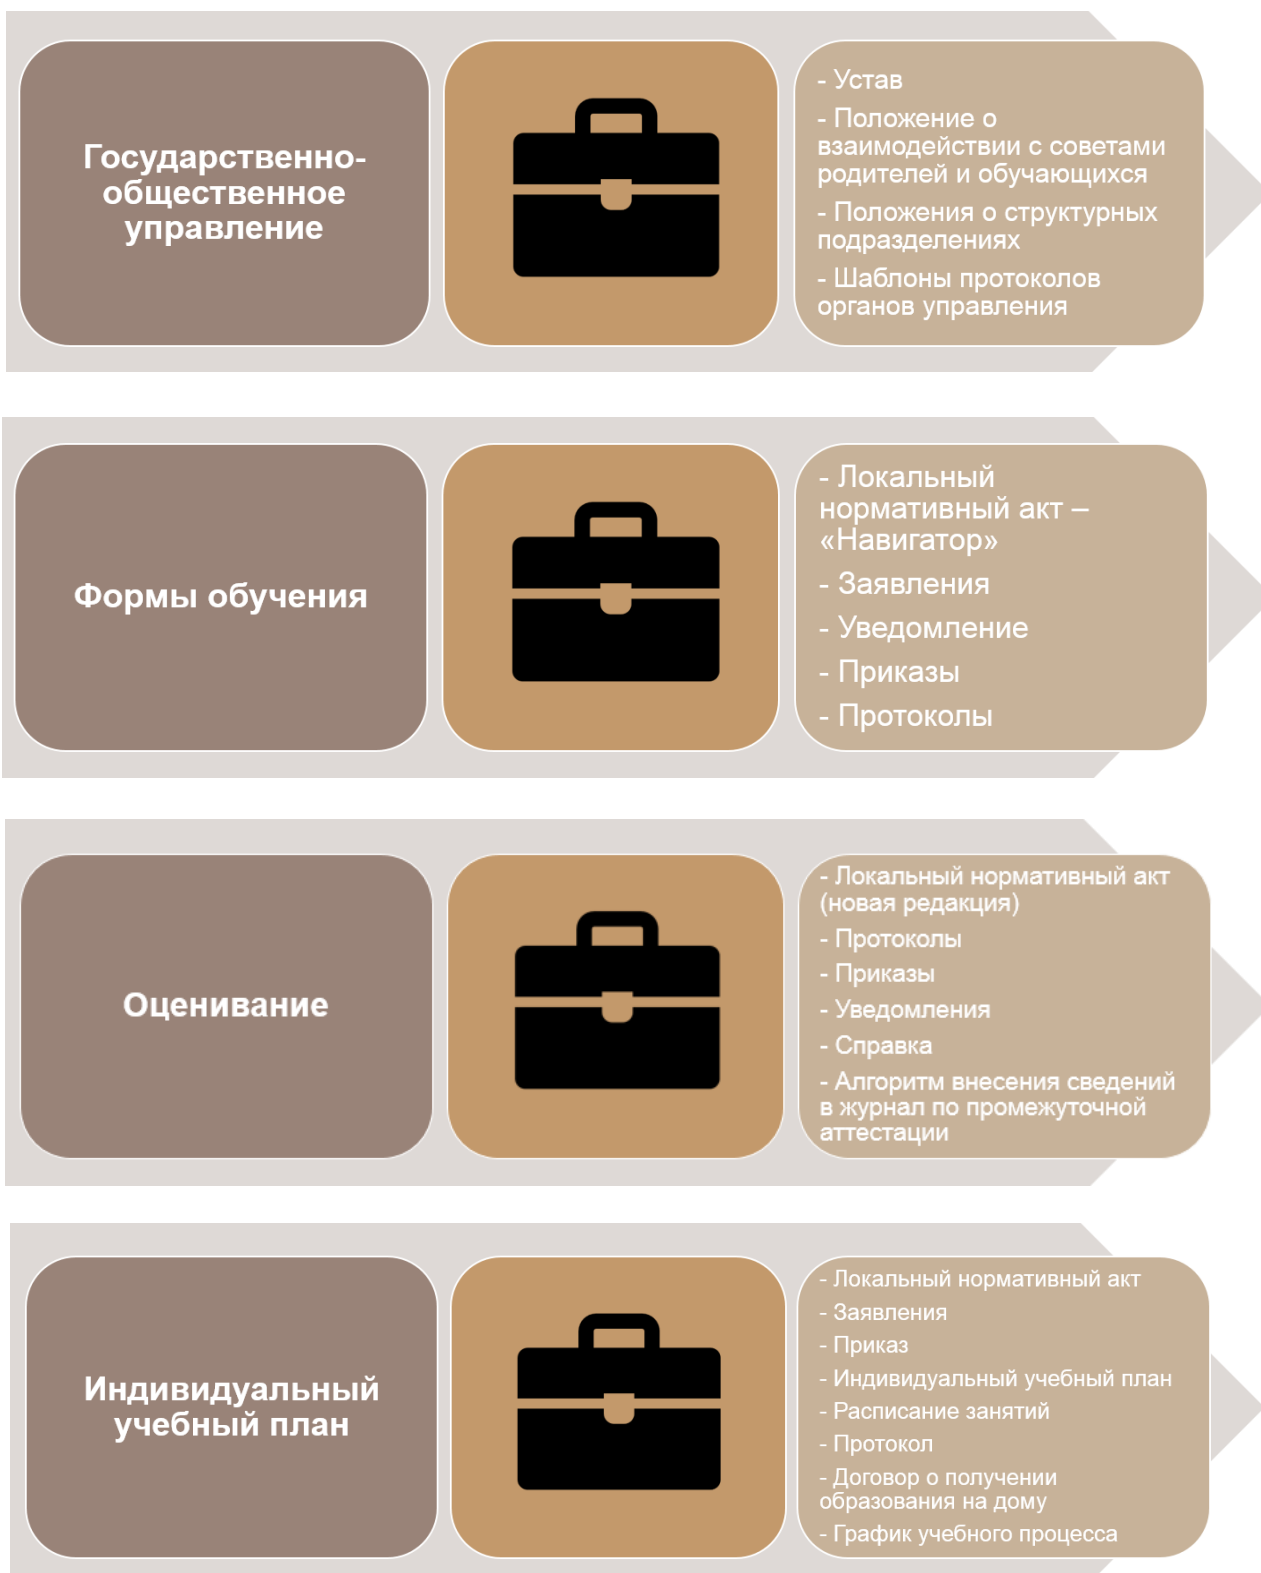 Государственно-
общественное
управление
- Устав
- Положение о
взаимодействии с советами
родителей и обучающихся
- Положения о структурных
подразделениях
- Шаблоны протоколов
органов управления
Формы обучения
- Локальный
нормативный акт –
«Навигатор»
- Заявления
- Уведомление
- Приказы
- Протоколы
Оценивание
- Локальный нормативный акт
(новая редакция)
- Протоколы
- Приказы
- Уведомления
- Справка
- Алгоритм внесения сведений
в журнал по промежуточной
аттестации
Индивидуальный
учебный план
- Локальный нормативный акт
- Заявления
- Приказ
- Индивидуальный учебный план
- Расписание занятий
- Протокол
- Договор о получении
образования на дому
- График учебного процесса